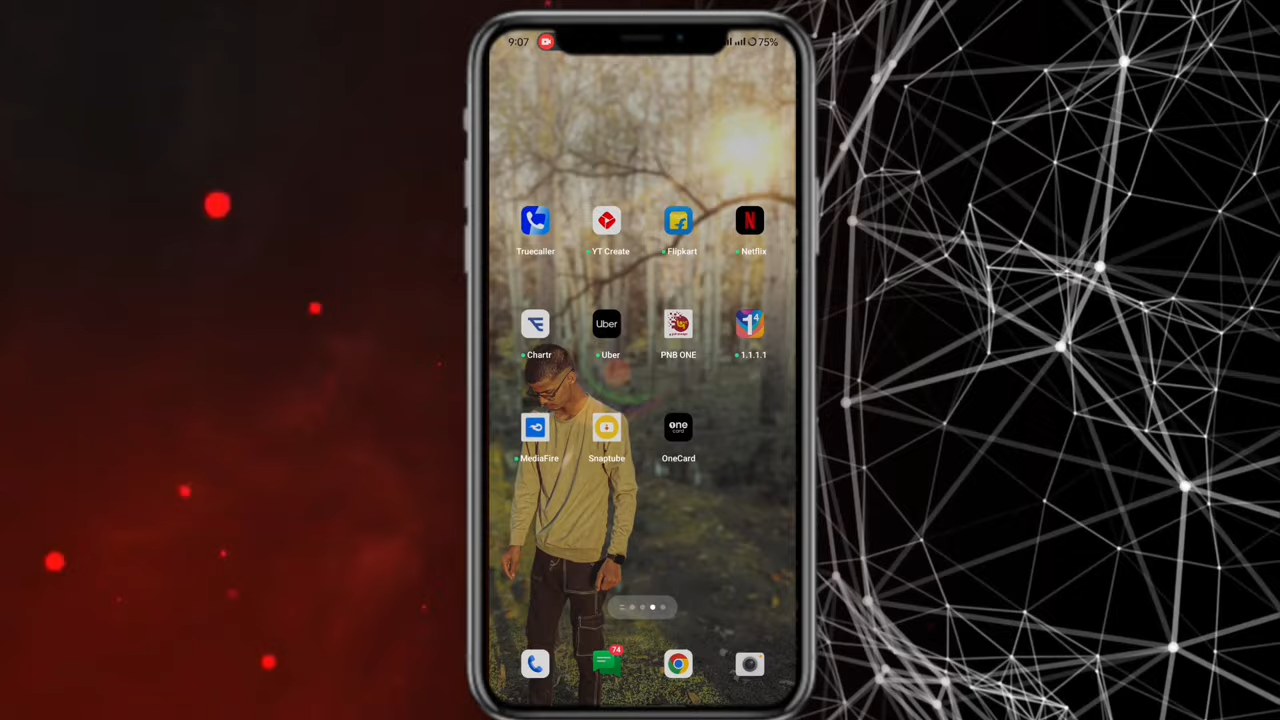 9:07 75%
Truecaller YT Create Flipkart Netflix
Uber
Chartr Uber PNB ONE 1.1.1.1
one
card
MediaFire Snaptube OneCard
74